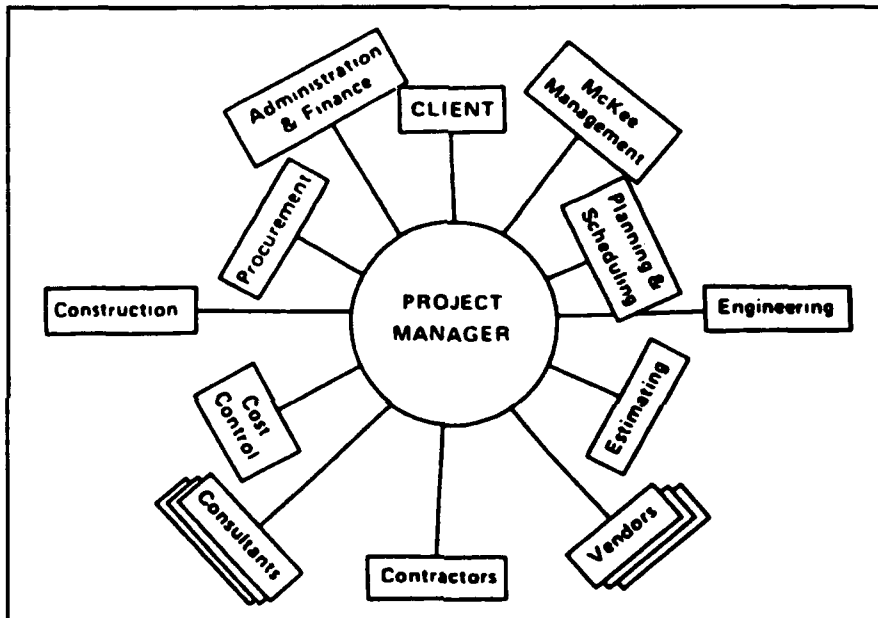 Administration
& Finance
CLIENT
McKee
Management
Procurement
Planning &
Scheduling
Construction
PROJECT
MANAGER
Engineering
Cost
Control
Estimating
Consultants
Contractors
Vendors